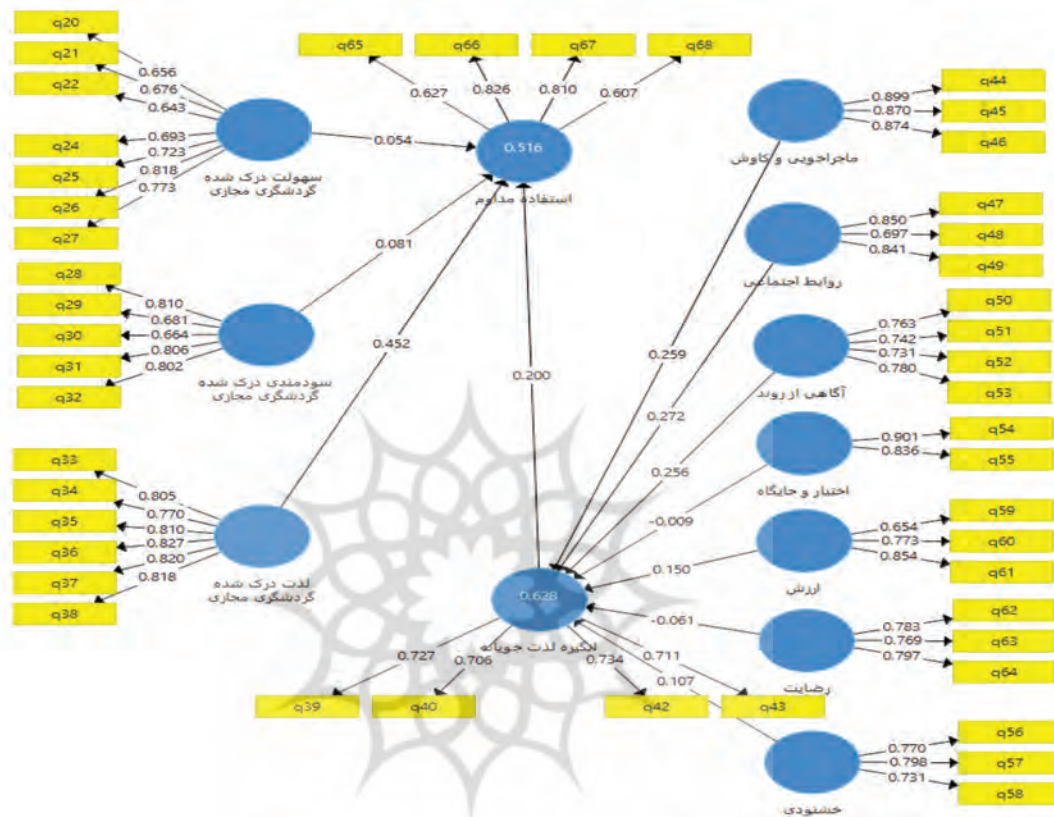 q20
q21
q22
q24
q25
q26
q27
0.656
0.676
0.643
0.693
0.723
0.818
0.773
سهولت درک شده
گردشگری مجازی
0.054
q65
q66
q67
q68
0.627
0.826
0.810
0.607
0.516
استفاده مداوم
q28
q29
q30
q31
q32
0.810
0.681
0.664
0.806
0.802
سودمندی درک شده
گردشگری مجازی
0.081
q33
q34
q35
q36
q37
q38
0.805
0.770
0.810
0.827
0.820
0.818
لذت درک شده
گردشگری مجازی
0.452
0.200
0.628
انگیزه لذت جویانه
0.727
0.706
0.734
0.711
q39
q40
q42
q43
ماجراجویی و کاوش
0.899
0.870
0.874
q44
q45
q46
0.259
روابط اجتماعی
0.850
0.697
0.841
q47
q48
q49
0.272
آگاهی از روند
0.763
0.742
0.731
0.780
q50
q51
q52
q53
0.256
اختیار و جایگاه
0.901
0.836
q54
q55
-0.009
ارزش
0.654
0.773
0.854
q59
q60
q61
0.150
رضایت
0.783
0.769
0.797
q62
q63
q64
-0.061
خشنودی
0.770
0.798
0.731
q56
q57
q58
0.107